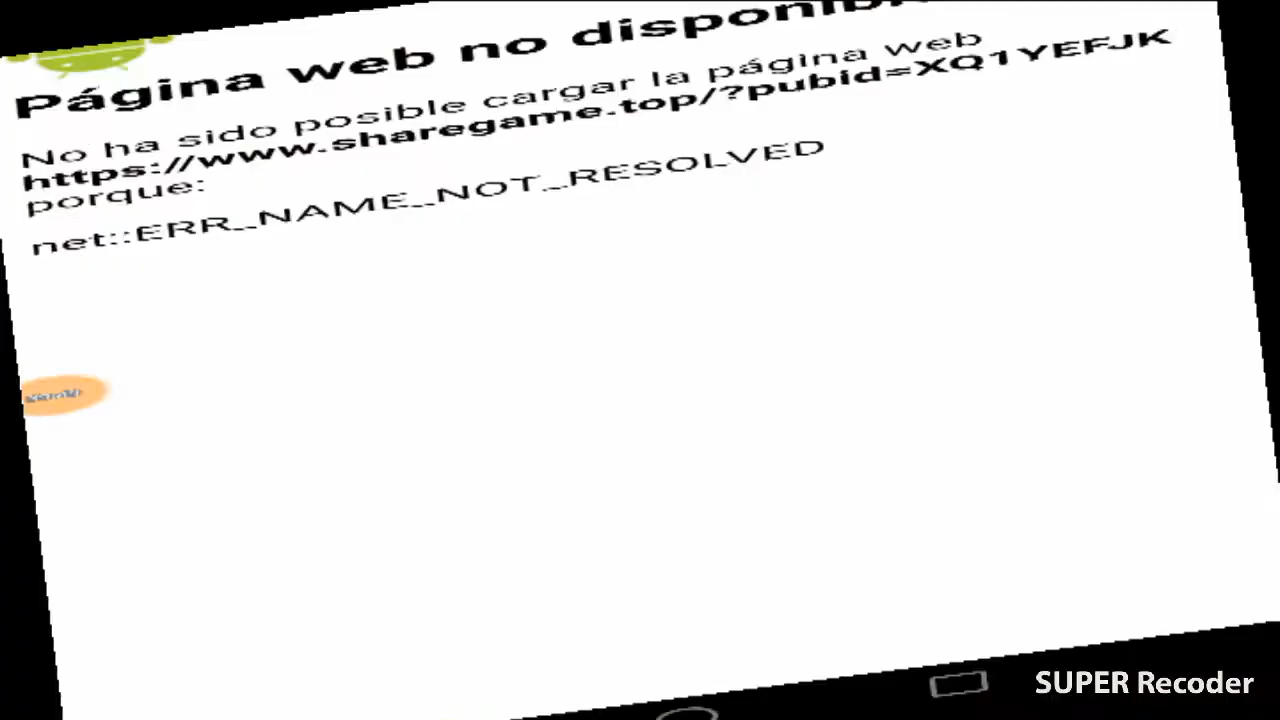 Página web no disponib
No ha sido posible cargar la página web
https://www.sharegame.top/?pubid=XQ1YEFJK
porque:
net::ERR_NAME_NOT_RESOLVED
SUPER Recoder